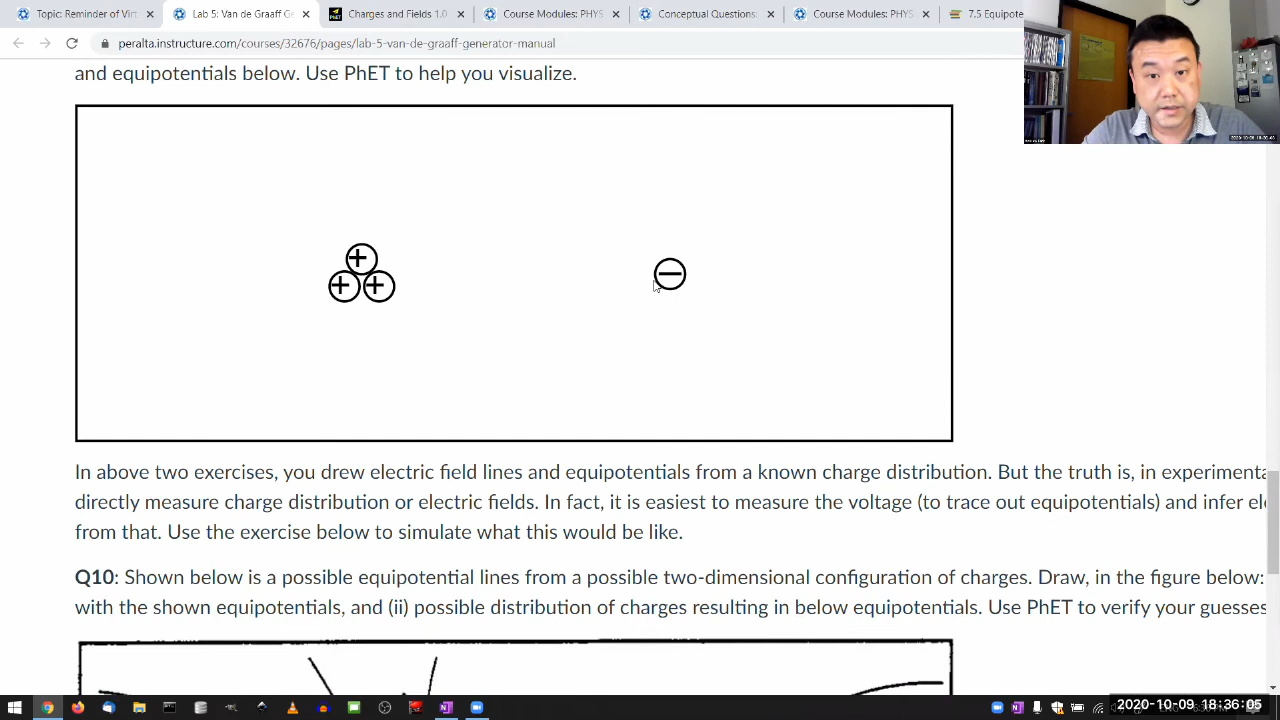 Topic: Reminder of Virt
Lab 5: Van de Graaff Ge
Charges and Fields 1.0
Course Modules: PHYS
Conceptual Questions:
Course Modules: PHYS
7.5 Equipote
peralta.instructure.com/courses/32676/pages/lab-5-van-de-graaff-generator-manual
and equipotentials below. Use PhET to help you visualize.
+
+ +
−
In above two exercises, you drew electric field lines and equipotentials from a known charge distribution. But the truth is, in experimenta
directly measure charge distribution or electric fields. In fact, it is easiest to measure the voltage (to trace out equipotentials) and infer ele
from that. Use the exercise below to simulate what this would be like.
Q10: Shown below is a possible equipotential lines from a possible two-dimensional configuration of charges. Draw, in the figure below:
with the shown equipotentials, and (ii) possible distribution of charges resulting in below equipotentials. Use PhET to verify your guesses
2020-10-09 18:36:05